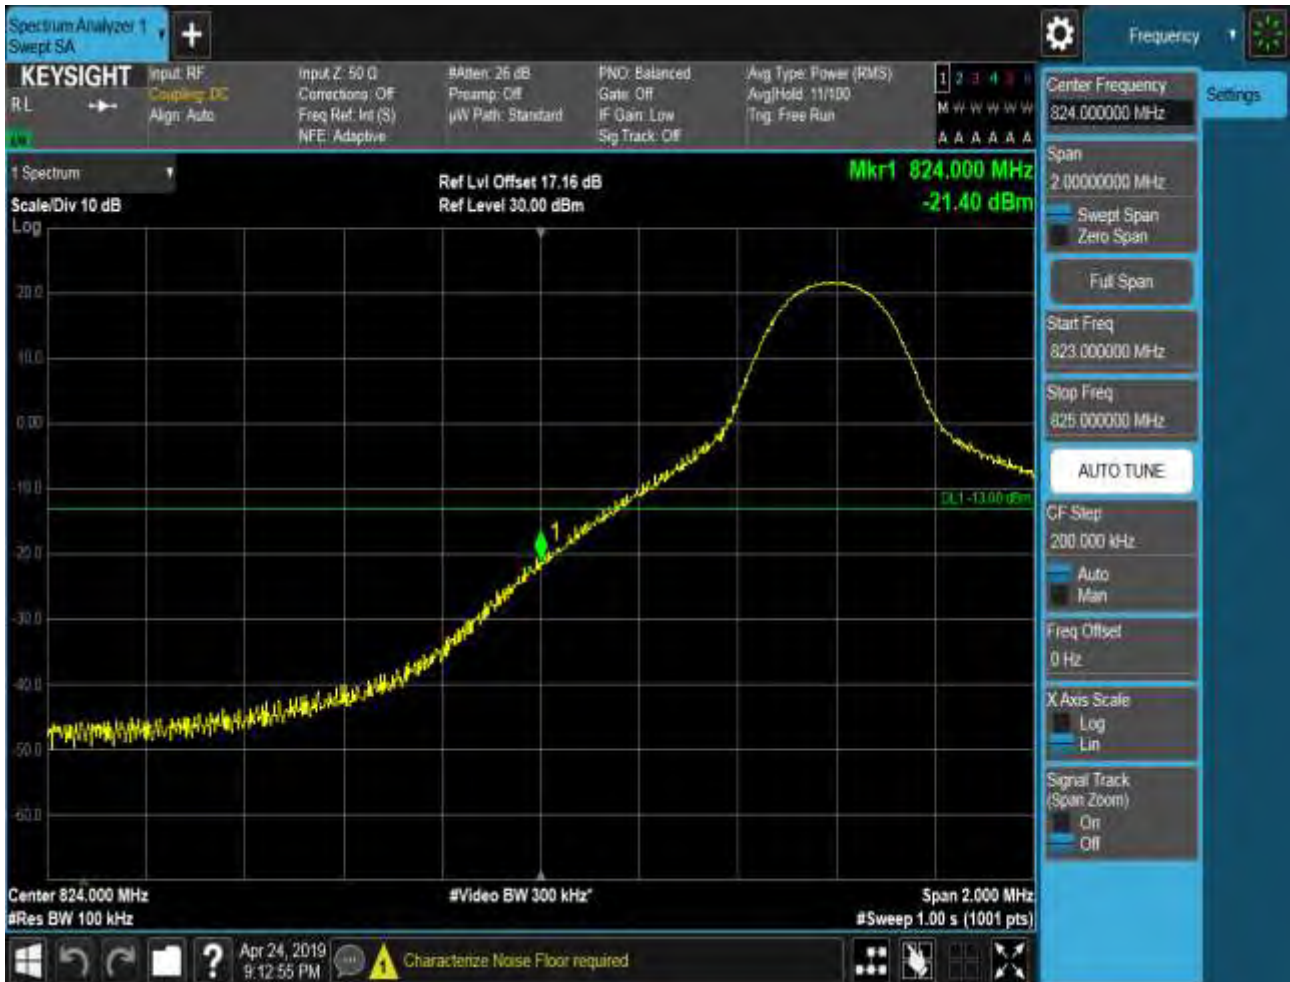 Spectrum Analyzer 1
Swept SA
Frequency
KEYSIGHT
RL
Input: RF
Coupling: DC
Align: Auto
Input Z: 50 Ω
Corrections: Off
Freq Ref: Int (S)
NFE: Adaptive
#Atten: 26 dB
Preamp: Off
µW Path: Standard
PNO: Balanced
Gate: Off
IF Gain: Low
Sig Track: Off
Avg Type: Power (RMS)
Avg|Hold: 11/100
Trig: Free Run
1 2 3 4 5 6
M W W W W W
A A A A A A
1 Spectrum
Scale/Div 10 dB
Log
Ref Lvl Offset 17.16 dB
Ref Level 30.00 dBm
Mkr1 824.000 MHz
-21.40 dBm
20.0
10.0
0.00
-10.0
-20.0
-30.0
-40.0
-50.0
-60.0
DL1 -13.00 dBm
1
Center 824.000 MHz
#Res BW 100 kHz
#Video BW 300 kHz*
Span 2.000 MHz
#Sweep 1.00 s (1001 pts)
Apr 24, 2019
9:12:55 PM
Characterize Noise Floor required
Center Frequency
824.000000 MHz
Settings
Span
2.00000000 MHz
Swept Span
Zero Span
Full Span
Start Freq
823.000000 MHz
Stop Freq
825.000000 MHz
AUTO TUNE
CF Step
200.000 kHz
Auto
Man
Freq Offset
0 Hz
X Axis Scale
Log
Lin
Signal Track
(Span Zoom)
On
Off